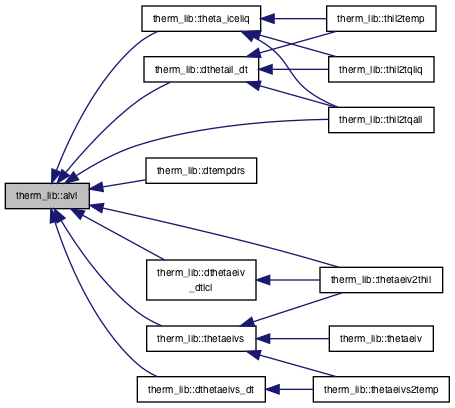 therm_lib::theta_iceliq
therm_lib::thil2temp
therm_lib::dthetail_dt
therm_lib::thil2tqliq
therm_lib::thil2tqall
therm_lib::dtempdrs
therm_lib::alvl
therm_lib::dthetaeiv
_dtlcl
therm_lib::thetaeiv2thil
therm_lib::thetaeivs
therm_lib::thetaeiv
therm_lib::dthetaeivs_dt
therm_lib::thetaeivs2temp